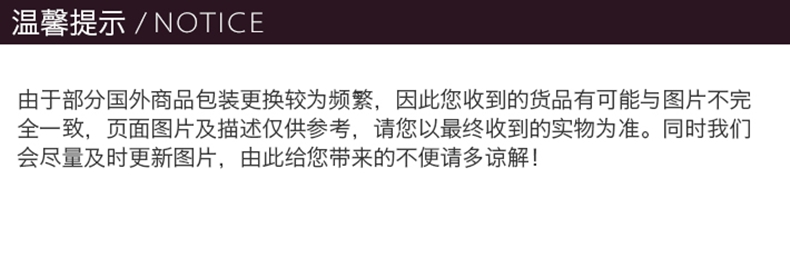 温馨提示 / NOTICE
由于部分国外商品包装更换较为频繁，因此您收到的货品有可能与图片不完
全一致，页面图片及描述仅供参考，请您以最终收到的实物为准。同时我们
会尽量及时更新图片，由此给您带来的不便请多谅解！